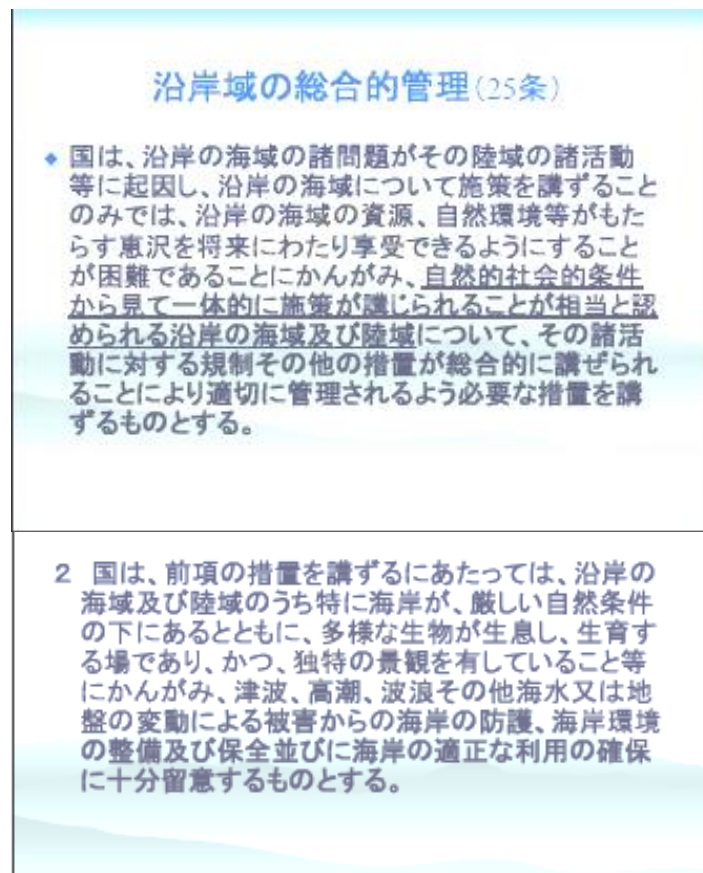 沿岸域の総合的管理(25条)
◆ 国は、沿岸の海域の諸問題がその陸域の諸活動
等に起因し、沿岸の海域について施策を講ずること
のみでは、沿岸の海域の資源、自然環境等がもた
らす恵沢を将来にわたり享受できるようにすること
が困難であることにかんがみ、自然的社会的条件
から見て一体的に施策が講じられることが相当と認
められる沿岸の海域及び陸域について、その諸活
動に対する規制その他の措置が総合的に講ぜられ
ることにより適切に管理されるよう必要な措置を講
ずるものとする。
２ 国は、前項の措置を講ずるにあたっては、沿岸の
海域及び陸域のうち特に海岸が、厳しい自然条件
の下にあるとともに、多様な生物が生息し、生育す
る場であり、かつ、独特の景観を有していること等
にかんがみ、津波、高潮、波浪その他海水又は地
盤の変動による被害からの海岸の防護、海岸環境
の整備及び保全並びに海岸の適正な利用の確保
に十分留意するものとする。